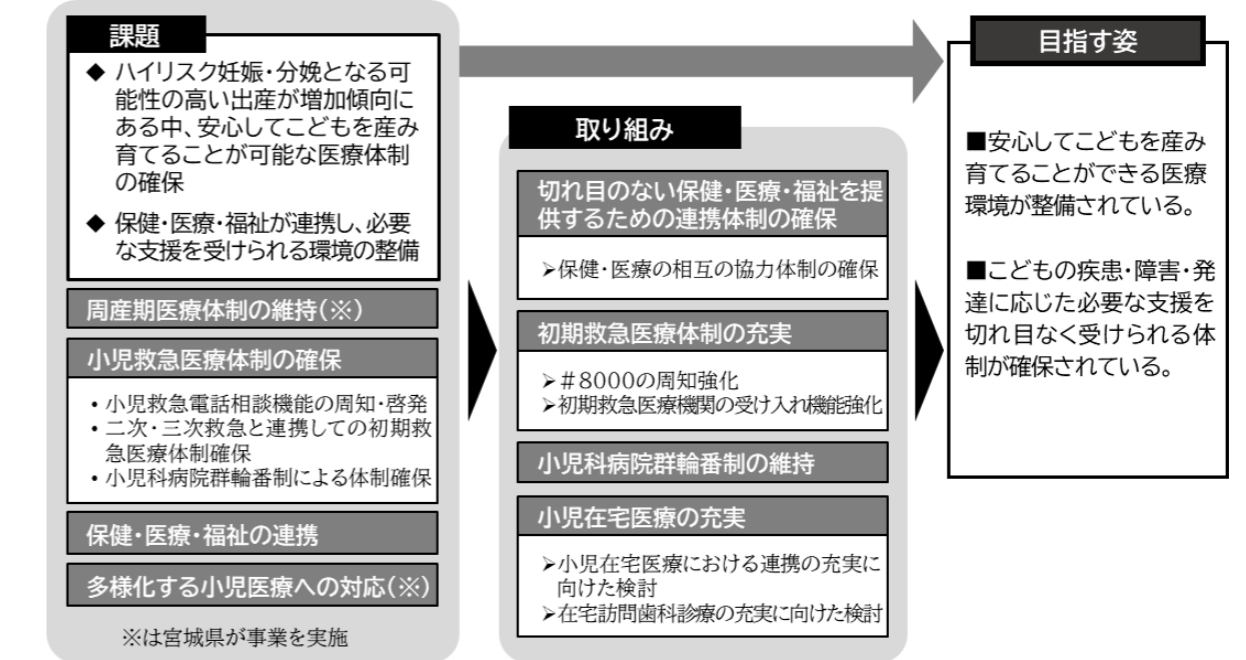 課題
◆ ハイリスク妊娠・分娩となる可
能性の高い出産が増加傾向に
ある中、安心してこどもを産み
育てることが可能な医療体制
の確保
◆ 保健・医療・福祉が連携し、必要
な支援を受けられる環境の整備
周産期医療体制の維持(※)
小児救急医療体制の確保
・小児救急電話相談機能の周知・啓発
・二次・三次救急と連携しての初期救
急医療体制確保
・小児科病院群輪番制による体制確保
保健・医療・福祉の連携
多様化する小児医療への対応(※)
※は宮城県が事業を実施
取り組み
切れ目のない保健・医療・福祉を提
供するための連携体制の確保
➢保健・医療の相互の協力体制の確保
初期救急医療体制の充実
➢#8000の周知強化
➢初期救急医療機関の受け入れ機能強化
小児科病院群輪番制の維持
小児在宅医療の充実
➢小児在宅医療における連携の充実に
向けた検討
➢在宅訪問歯科診療の充実に向けた検討
目指す姿
■安心してこどもを産み
育てることができる医療
環境が整備されている。
■こどもの疾患・障害・発
達に応じた必要な支援を
切れ目なく受けられる体
制が確保されている。